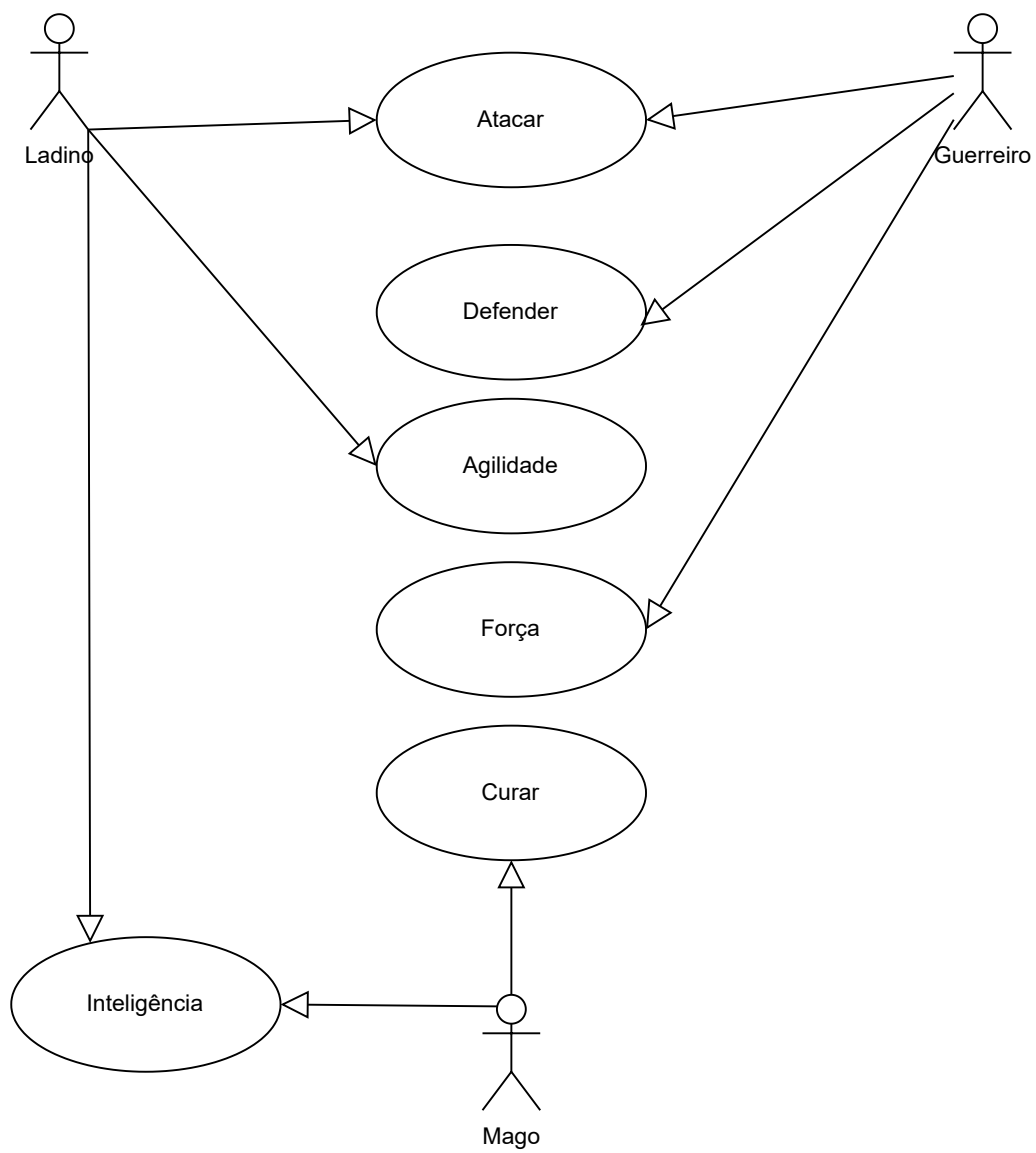 Atacar
Ladino
Guerreiro
Defender
Agilidade
Força
Curar
Inteligência
Mago